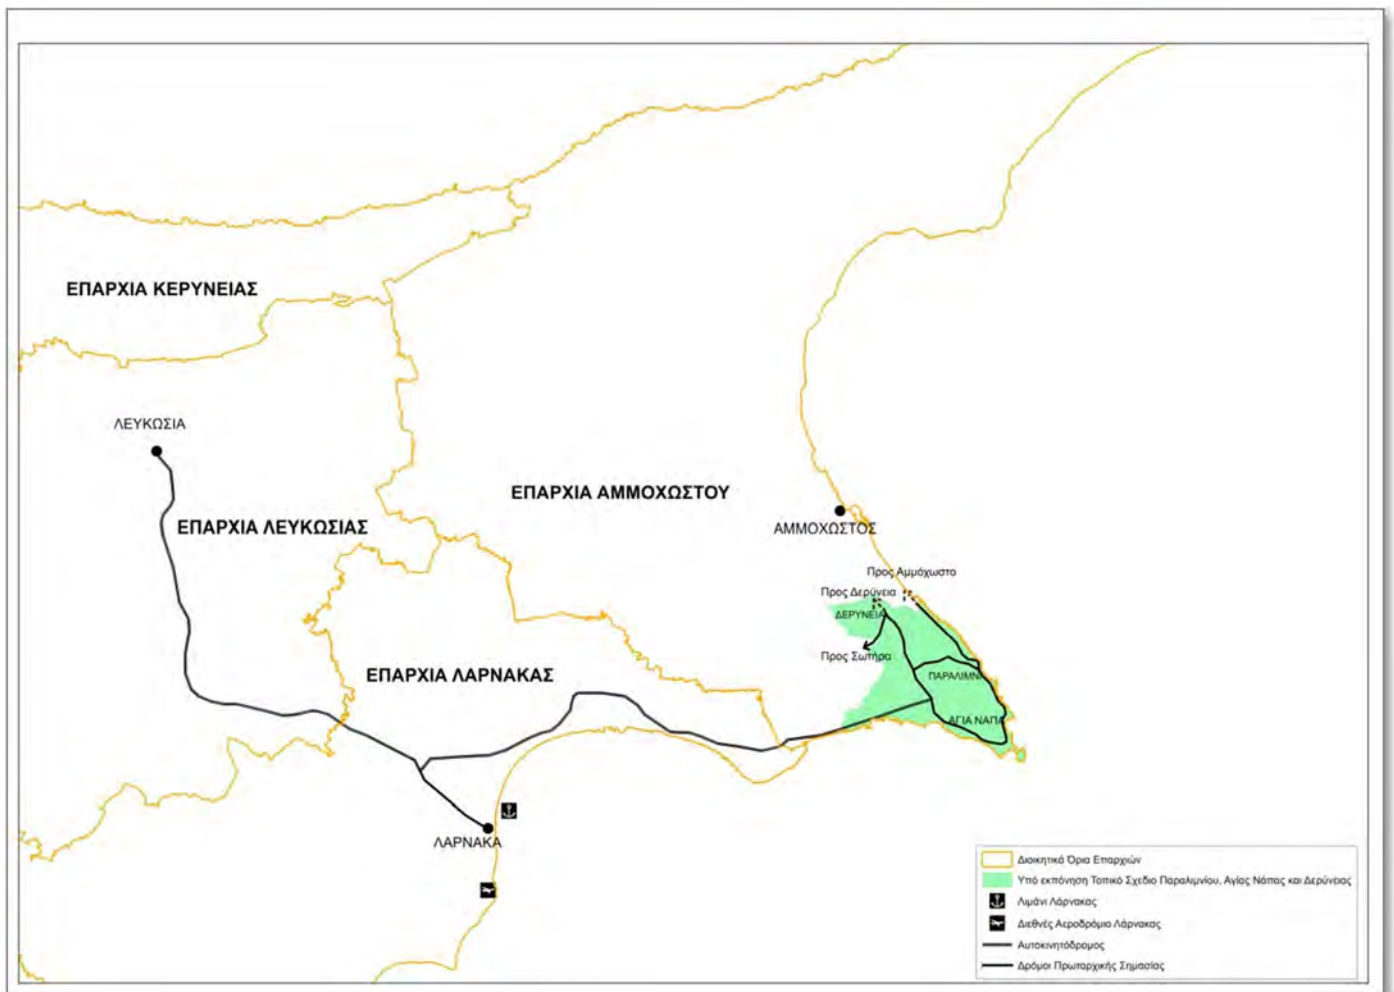 ΕΠΑΡΧΙΑ ΚΕΡΥΝΕΙΑΣ
ΛΕΥΚΩΣΙΑ
ΕΠΑΡΧΙΑ ΑΜΜΟΧΩΣΤΟΥ
ΕΠΑΡΧΙΑ ΛΕΥΚΩΣΙΑΣ
ΑΜΜΟΧΩΣΤΟΣ
Προς Αμμόχωστο
Προς Δερύνεια
ΔΕΡΥΝΕΙΑ
Προς Σωτήρα
ΕΠΑΡΧΙΑ ΛΑΡΝΑΚΑΣ
ΠΑΡΑΛΙΜΝΙ
ΑΓΙΑ ΝΑΠΑ
ΛΑΡΝΑΚΑ
Διοικητικά Όρια Επαρχιών
Υπό εκπόνηση Τοπικό Σχεδιο Παραλιμνίου, Αγίας Νάπας και Δερύνειας
Λιμάνι Λάρνακας
Διεθνές Αεροδρόμιο Λάρνακας
Αυτοκινητόδρομος
Δρόμοι Πρωταρχικής Σημασίας